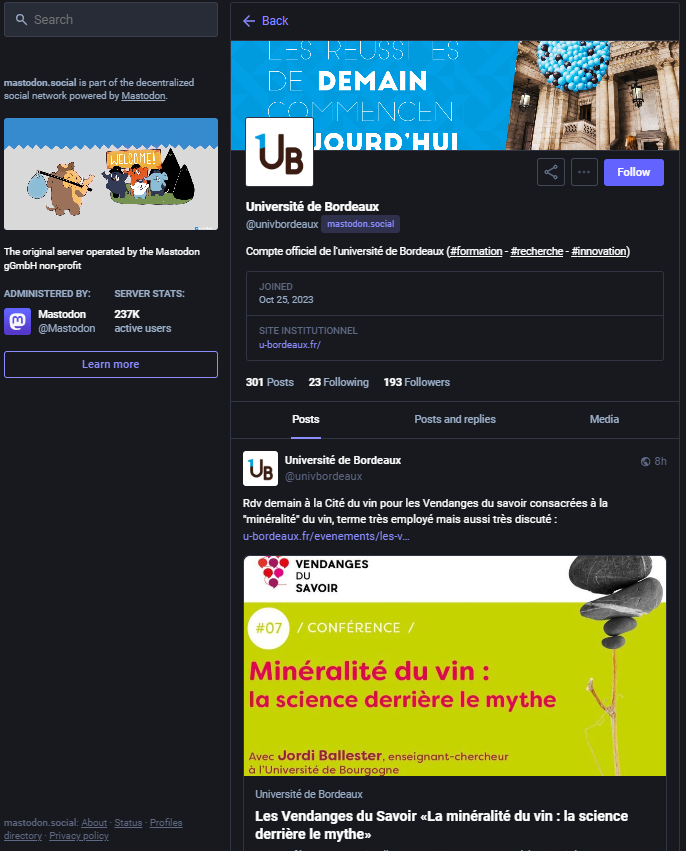 Search
mastodon.social is part of the decentralized
social network powered by Mastodon.
WELCOME!
The original server operated by the Mastodon
gGmbH non-profit
ADMINISTERED BY:
Mastodon
@Mastodon
SERVER STATS:
237K
active users
Learn more
mastodon.social: About · Status · Profiles
directory · Privacy policy
Back
LES RÉUSSITES
DE DEMAIN
COMMENCEN
UJOURD'HUI
UB
Follow
Université de Bordeaux
@univbordeaux mastodon.social
Compte officiel de l'université de Bordeaux (#formation - #recherche - #innovation)
JOINED
Oct 25, 2023
SITE INSTITUTIONNEL
u-bordeaux.fr/
301 Posts 23 Following 193 Followers
Posts Posts and replies Media
UB
Université de Bordeaux
@univbordeaux
8h
Rdv demain à la Cité du vin pour les Vendanges du savoir consacrées à la
"minéralité" du vin, terme très employé mais aussi très discuté :
u-bordeaux.fr/evenements/les-v…
VENDANGES
DU
SAVOIR
#07 / CONFÉRENCE /
Minéralité du vin :
la science derrière le mythe
Avec Jordi Ballester, enseignant-chercheur
à l'Université de Bourgogne
Université de Bordeaux
Les Vendanges du Savoir «La minéralité du vin : la science
derrière le mythe»